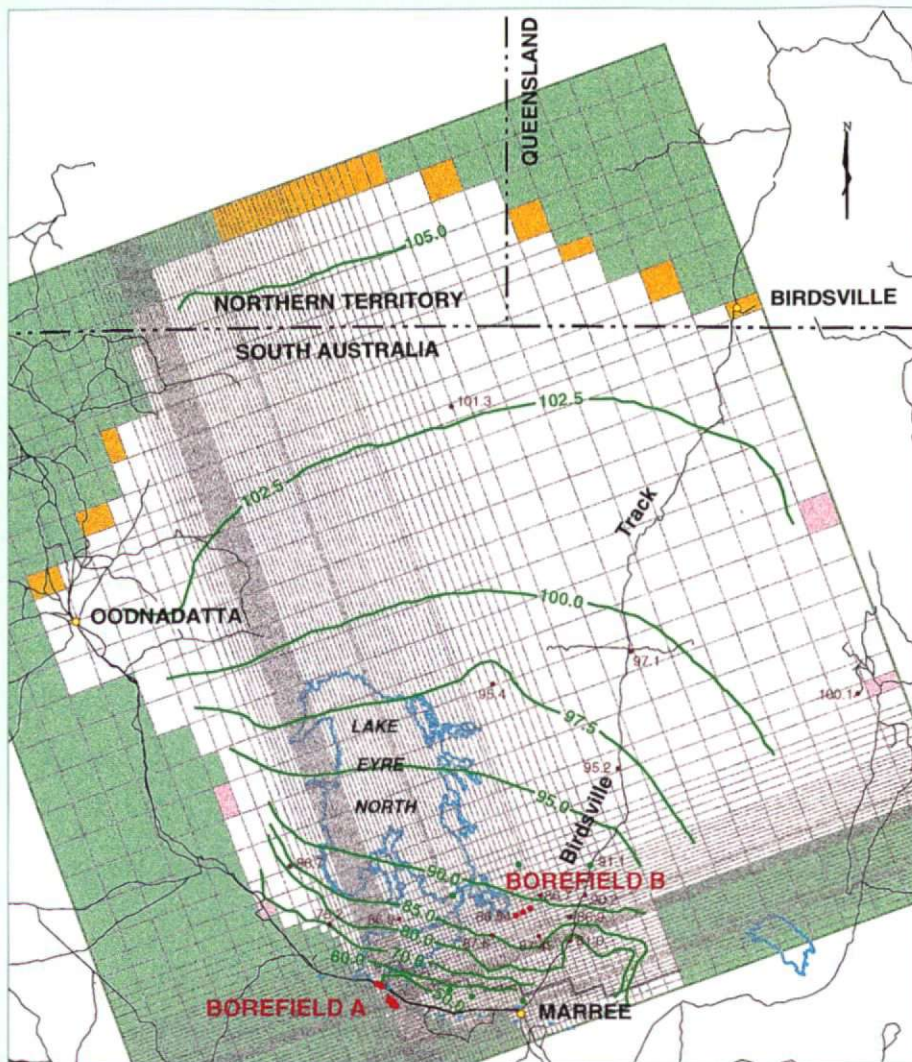 QUEENSLAND
N
105.0
NORTHERN TERRITORY
BIRDSVILLE
SOUTH AUSTRALIA
101.3
102.5
102.5
Track
OODNADATTA
100.0
97.1
95.4
100.1
97.5
LAKE
EYRE
NORTH
95.2
95.0
Birdsville
91.1
90.0
BOREFIELD B
85.0
80.0
60.0
BOREFIELD A
MARREE